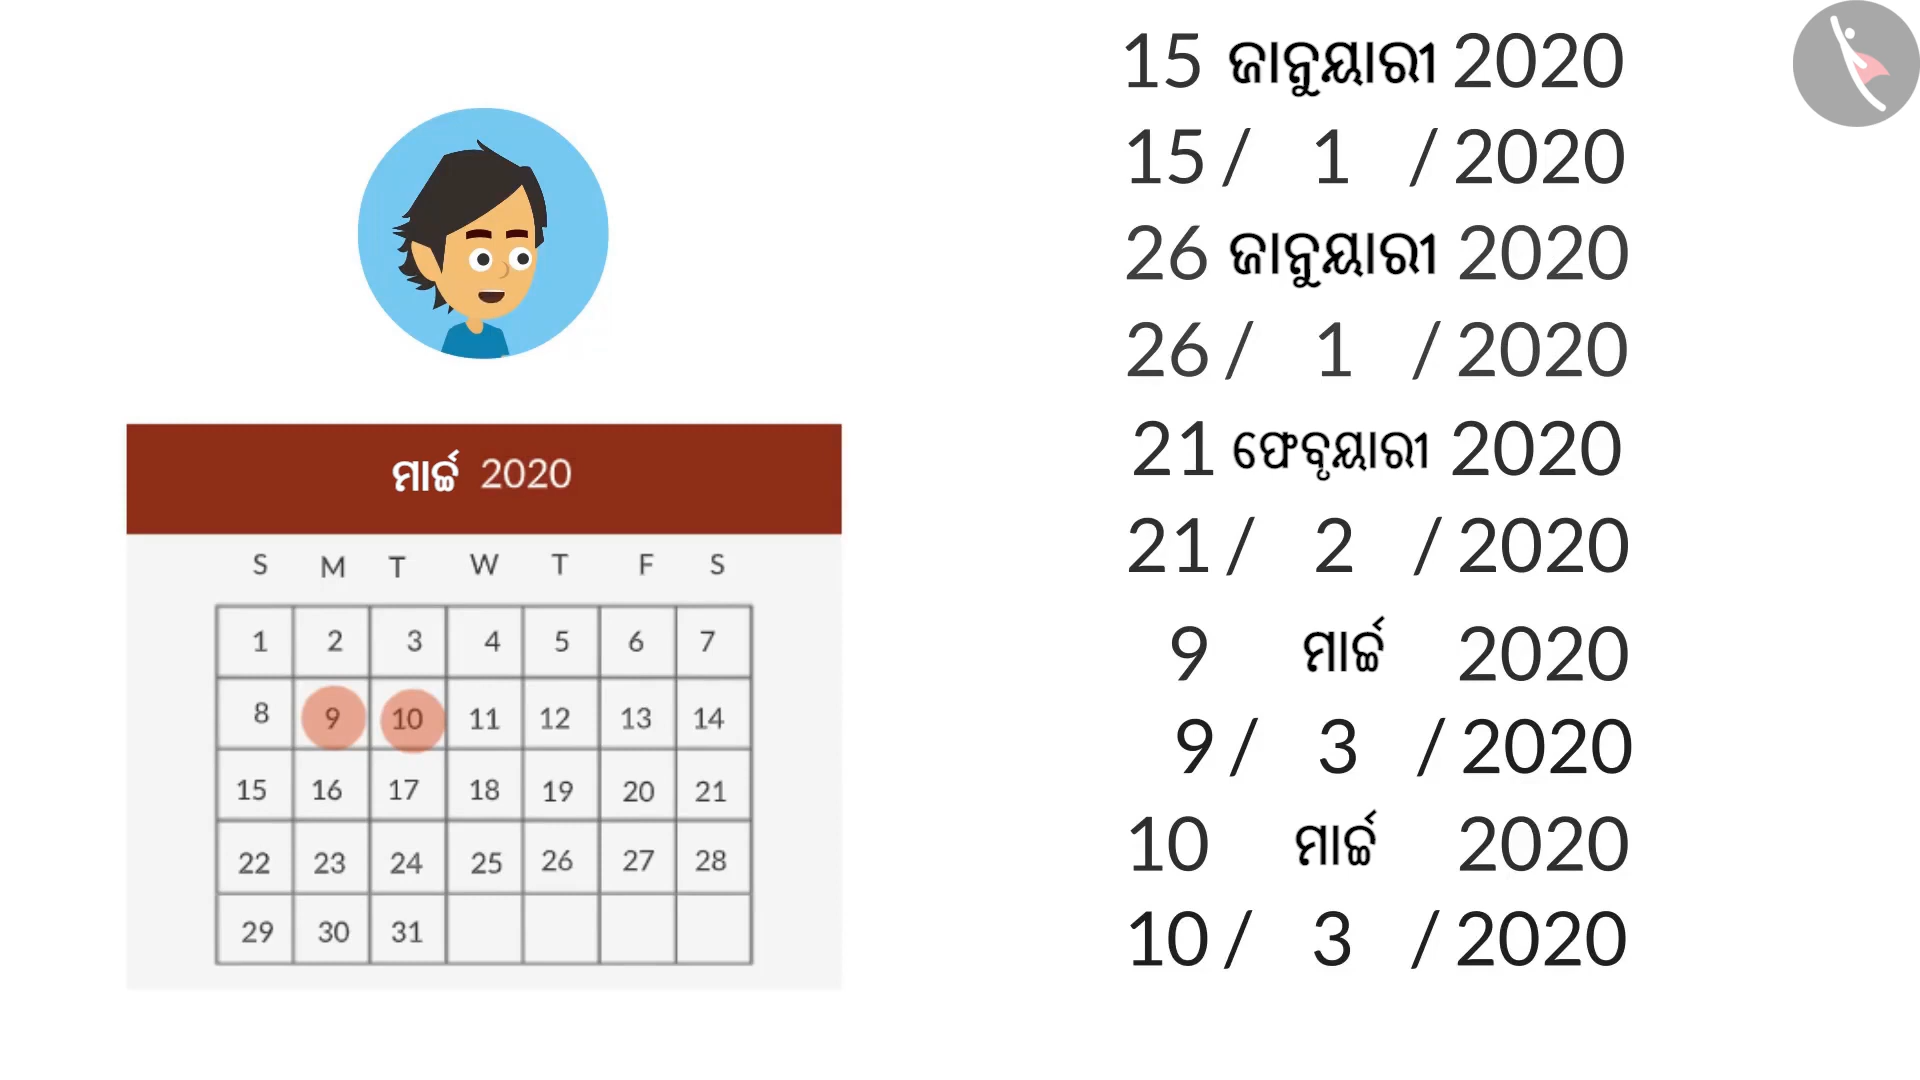 ମାର୍ଚ୍ଚ 2020
S M T W T F S
1 2 3 4 5 6 7
8 9 10 11 12 13 14
15 16 17 18 19 20 21
22 23 24 25 26 27 28
29 30 31
15 ଜାନୁୟାରୀ 2020
15 / 1 / 2020
26 ଜାନୁୟାରୀ 2020
26 / 1 / 2020
21 ଫେବୃୟାରୀ 2020
21 / 2 / 2020
9 ମାର୍ଚ୍ଚ 2020
9 / 3 / 2020
10 ମାର୍ଚ୍ଚ 2020
10 / 3 / 2020